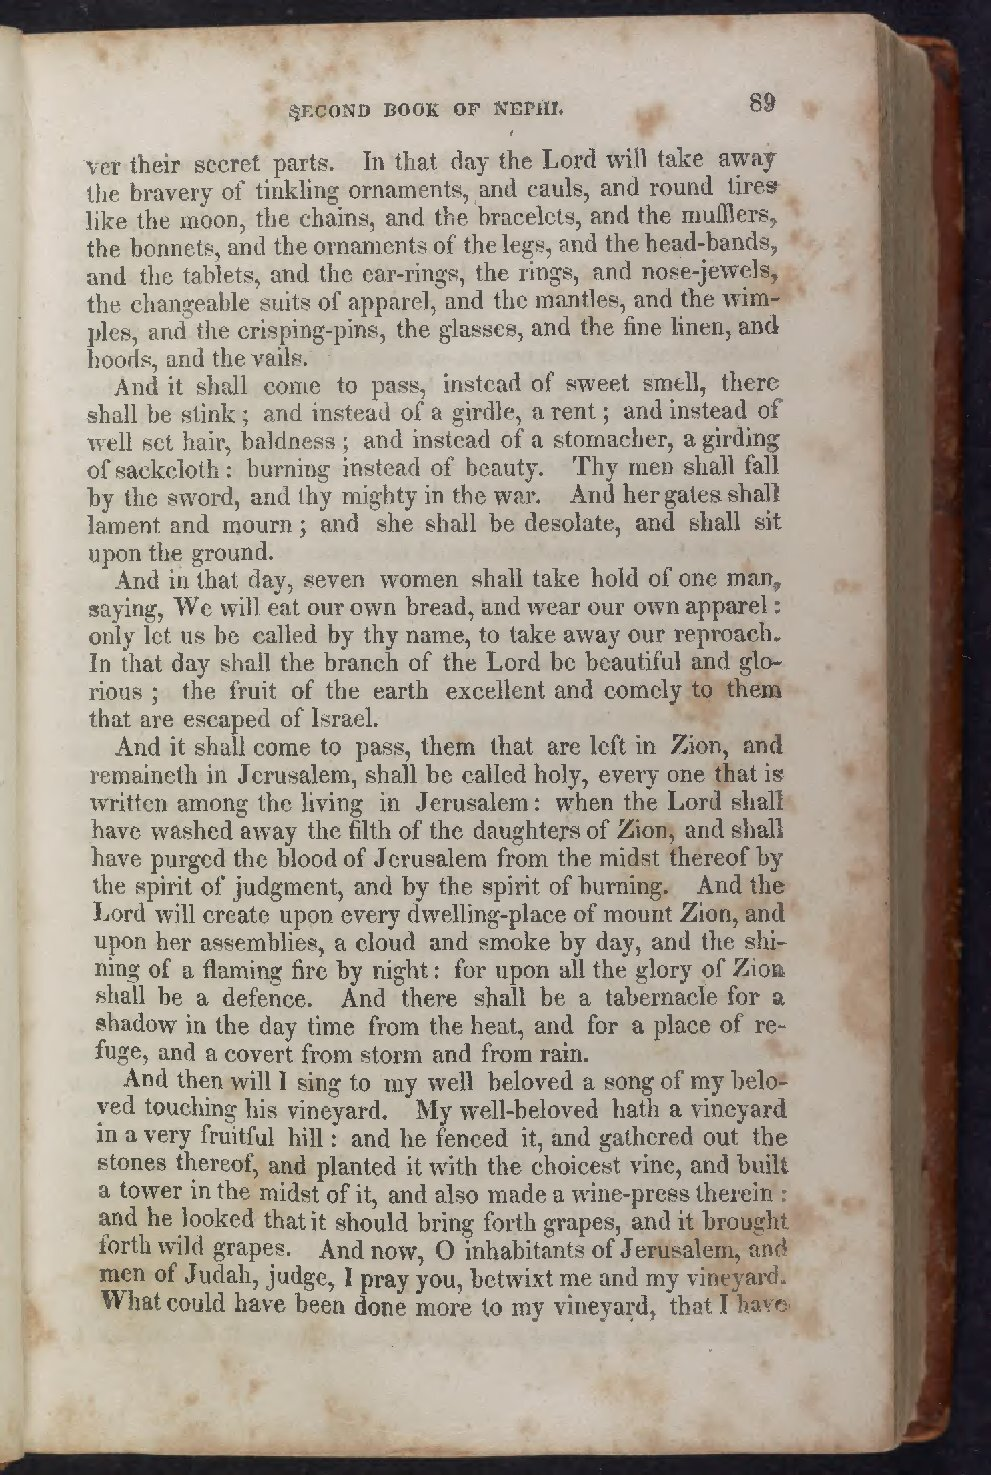 SECOND BOOK OF NEPHI. 89
ver their secret parts. In that day the Lord will take away
the bravery of tinkling ornaments, and cauls, and round tires
like the moon, the chains, and the bracelets, and the mufflers,
the bonnets, and the ornaments of the legs, and the head-bands,
and the tablets, and the ear-rings, the rings, and nose-jewels,
the changeable suits of apparel, and the mantles, and the wim-
ples, and the crisping-pins, the glasses, and the fine linen, and
hoods, and the vails.
And it shall come to pass, instead of sweet smell, there
shall be stink; and instead of a girdle, a rent; and instead of
well set hair, baldness; and instead of a stomacher, a girding
of sackcloth: burning instead of beauty. Thy men shall fall
by the sword, and thy mighty in the war. And her gates shall
lament and mourn; and she shall be desolate, and shall sit
upon the ground.
And in that day, seven women shall take hold of one man,
saying, We will eat our own bread, and wear our own apparel:
only let us be called by thy name, to take away our reproach.
In that day shall the branch of the Lord be beautiful and glo-
rious; the fruit of the earth excellent and comely to them
that are escaped of Israel.
And it shall come to pass, them that are left in Zion, and
remaineth in Jerusalem, shall be called holy, every one that is
written among the living in Jerusalem: when the Lord shall
have washed away the filth of the daughters of Zion, and shall
have purged the blood of Jerusalem from the midst thereof by
the spirit of judgment, and by the spirit of burning. And the
Lord will create upon every dwelling-place of mount Zion, and
upon her assemblies, a cloud and smoke by day, and the shi-
ning of a flaming fire by night: for upon all the glory of Zion
shall be a defence. And there shall be a tabernacle for a
shadow in the day time from the heat, and for a place of re-
fuge, and a covert from storm and from rain.
And then will I sing to my well beloved a song of my belo-
ved touching his vineyard. My well-beloved hath a vineyard
in a very fruitful hill: and he fenced it, and gathered out the
stones thereof, and planted it with the choicest vine, and built
a tower in the midst of it, and also made a wine-press therein:
and he looked that it should bring forth grapes, and it brought
forth wild grapes. And now, O inhabitants of Jerusalem, and
men of Judah, judge, I pray you, betwixt me and my vineyard.
What could have been done more to my vineyard, that I have